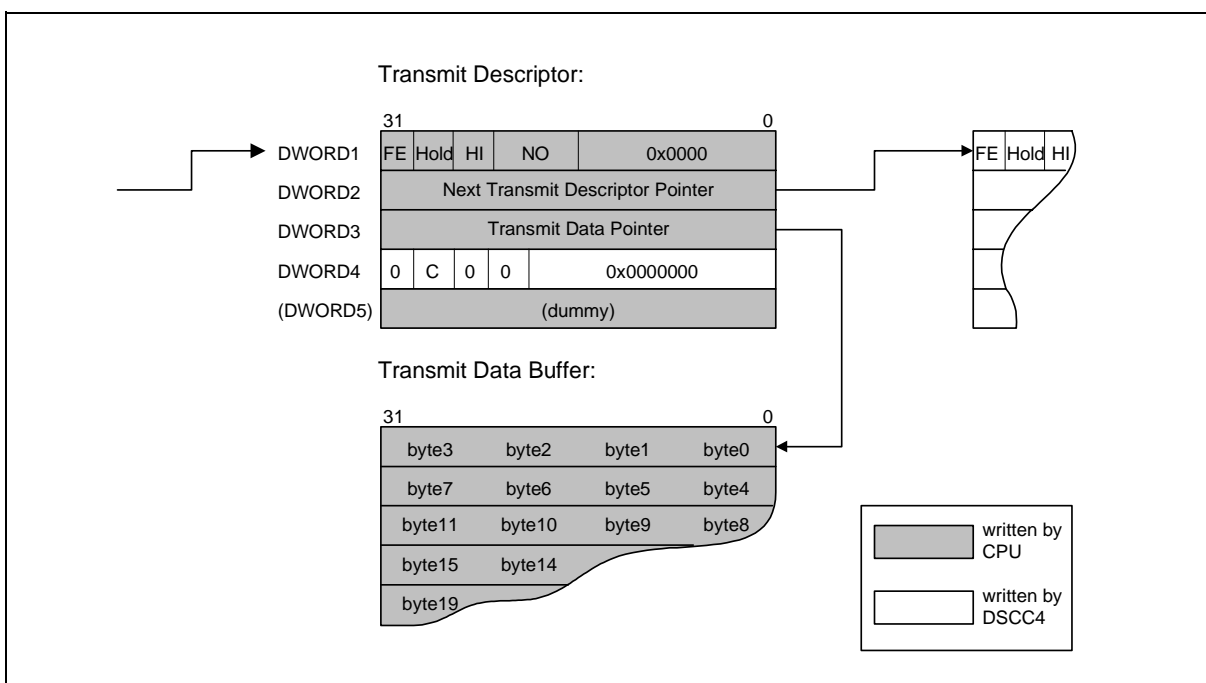 Transmit Descriptor:
31 0
DWORD1 FE Hold HI NO 0x0000 FE Hold HI
DWORD2 Next Transmit Descriptor Pointer
DWORD3 Transmit Data Pointer
DWORD4 0 C 0 0 0x0000000
(DWORD5) (dummy)
Transmit Data Buffer:
31 0
byte3 byte2 byte1 byte0
byte7 byte6 byte5 byte4
byte11 byte10 byte9 byte8
byte15 byte14
byte19
written by
CPU
written by
DSCC4